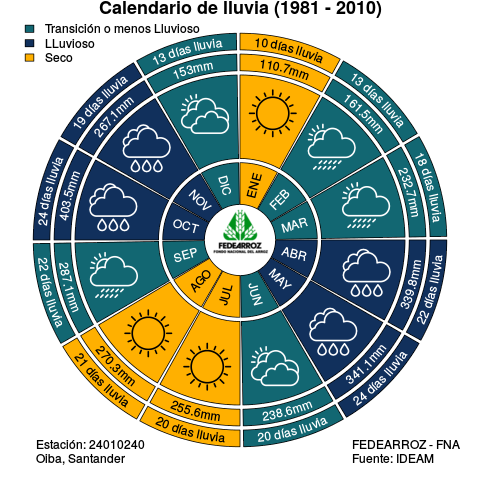 Calendario de lluvia (1981 - 2010)
Transición o menos Lluvioso
LLuvioso
Seco
10 días lluvia
110.7mm
ENE
13 días lluvia
161.5mm
FEB
18 días lluvia
232.7mm
MAR
22 días lluvia
339.8mm
ABR
24 días lluvia
341.1mm
MAY
20 días lluvia
238.6mm
JUN
20 días lluvia
255.6mm
JUL
21 días lluvia
270.3mm
AGO
22 días lluvia
287.1mm
SEP
24 días lluvia
403.5mm
OCT
19 días lluvia
267.1mm
NOV
13 días lluvia
153mm
DIC
FEDEARROZ
FONDO NACIONAL DEL ARROZ
Estación: 24010240
Oiba, Santander
FEDEARROZ - FNA
Fuente: IDEAM